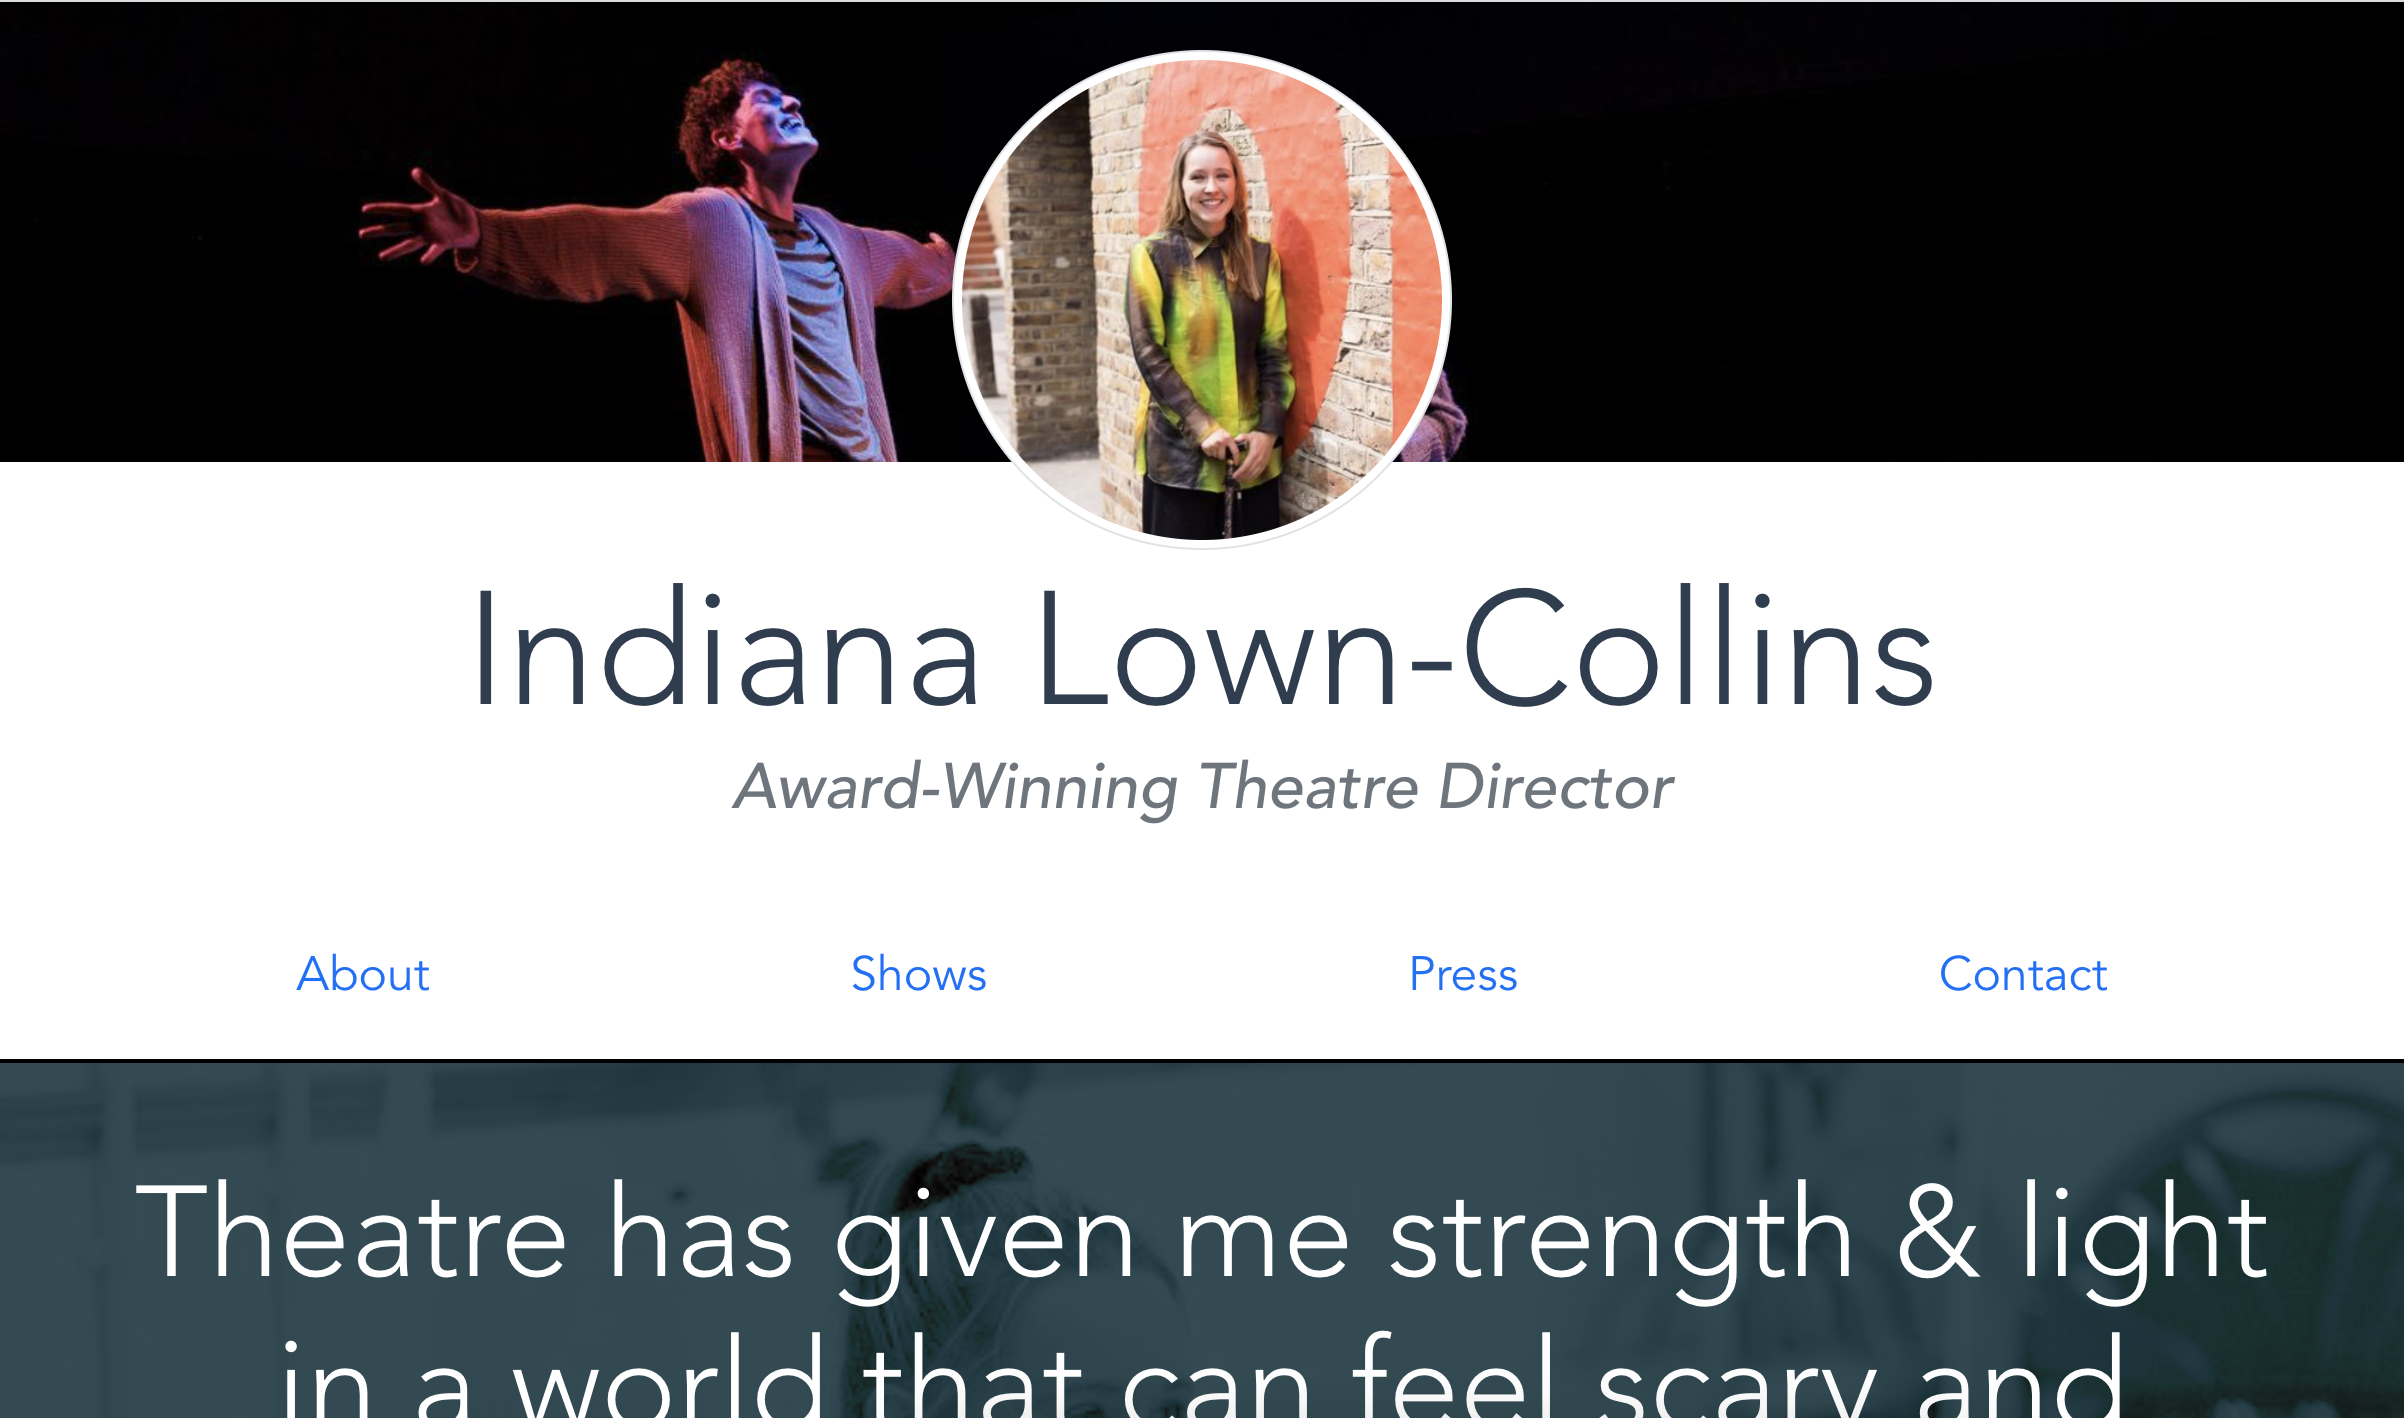 Indiana Lown-Collins
Award-Winning Theatre Director
About Shows Press Contact
Theatre has given me strength & light
in a world that can feel scary and